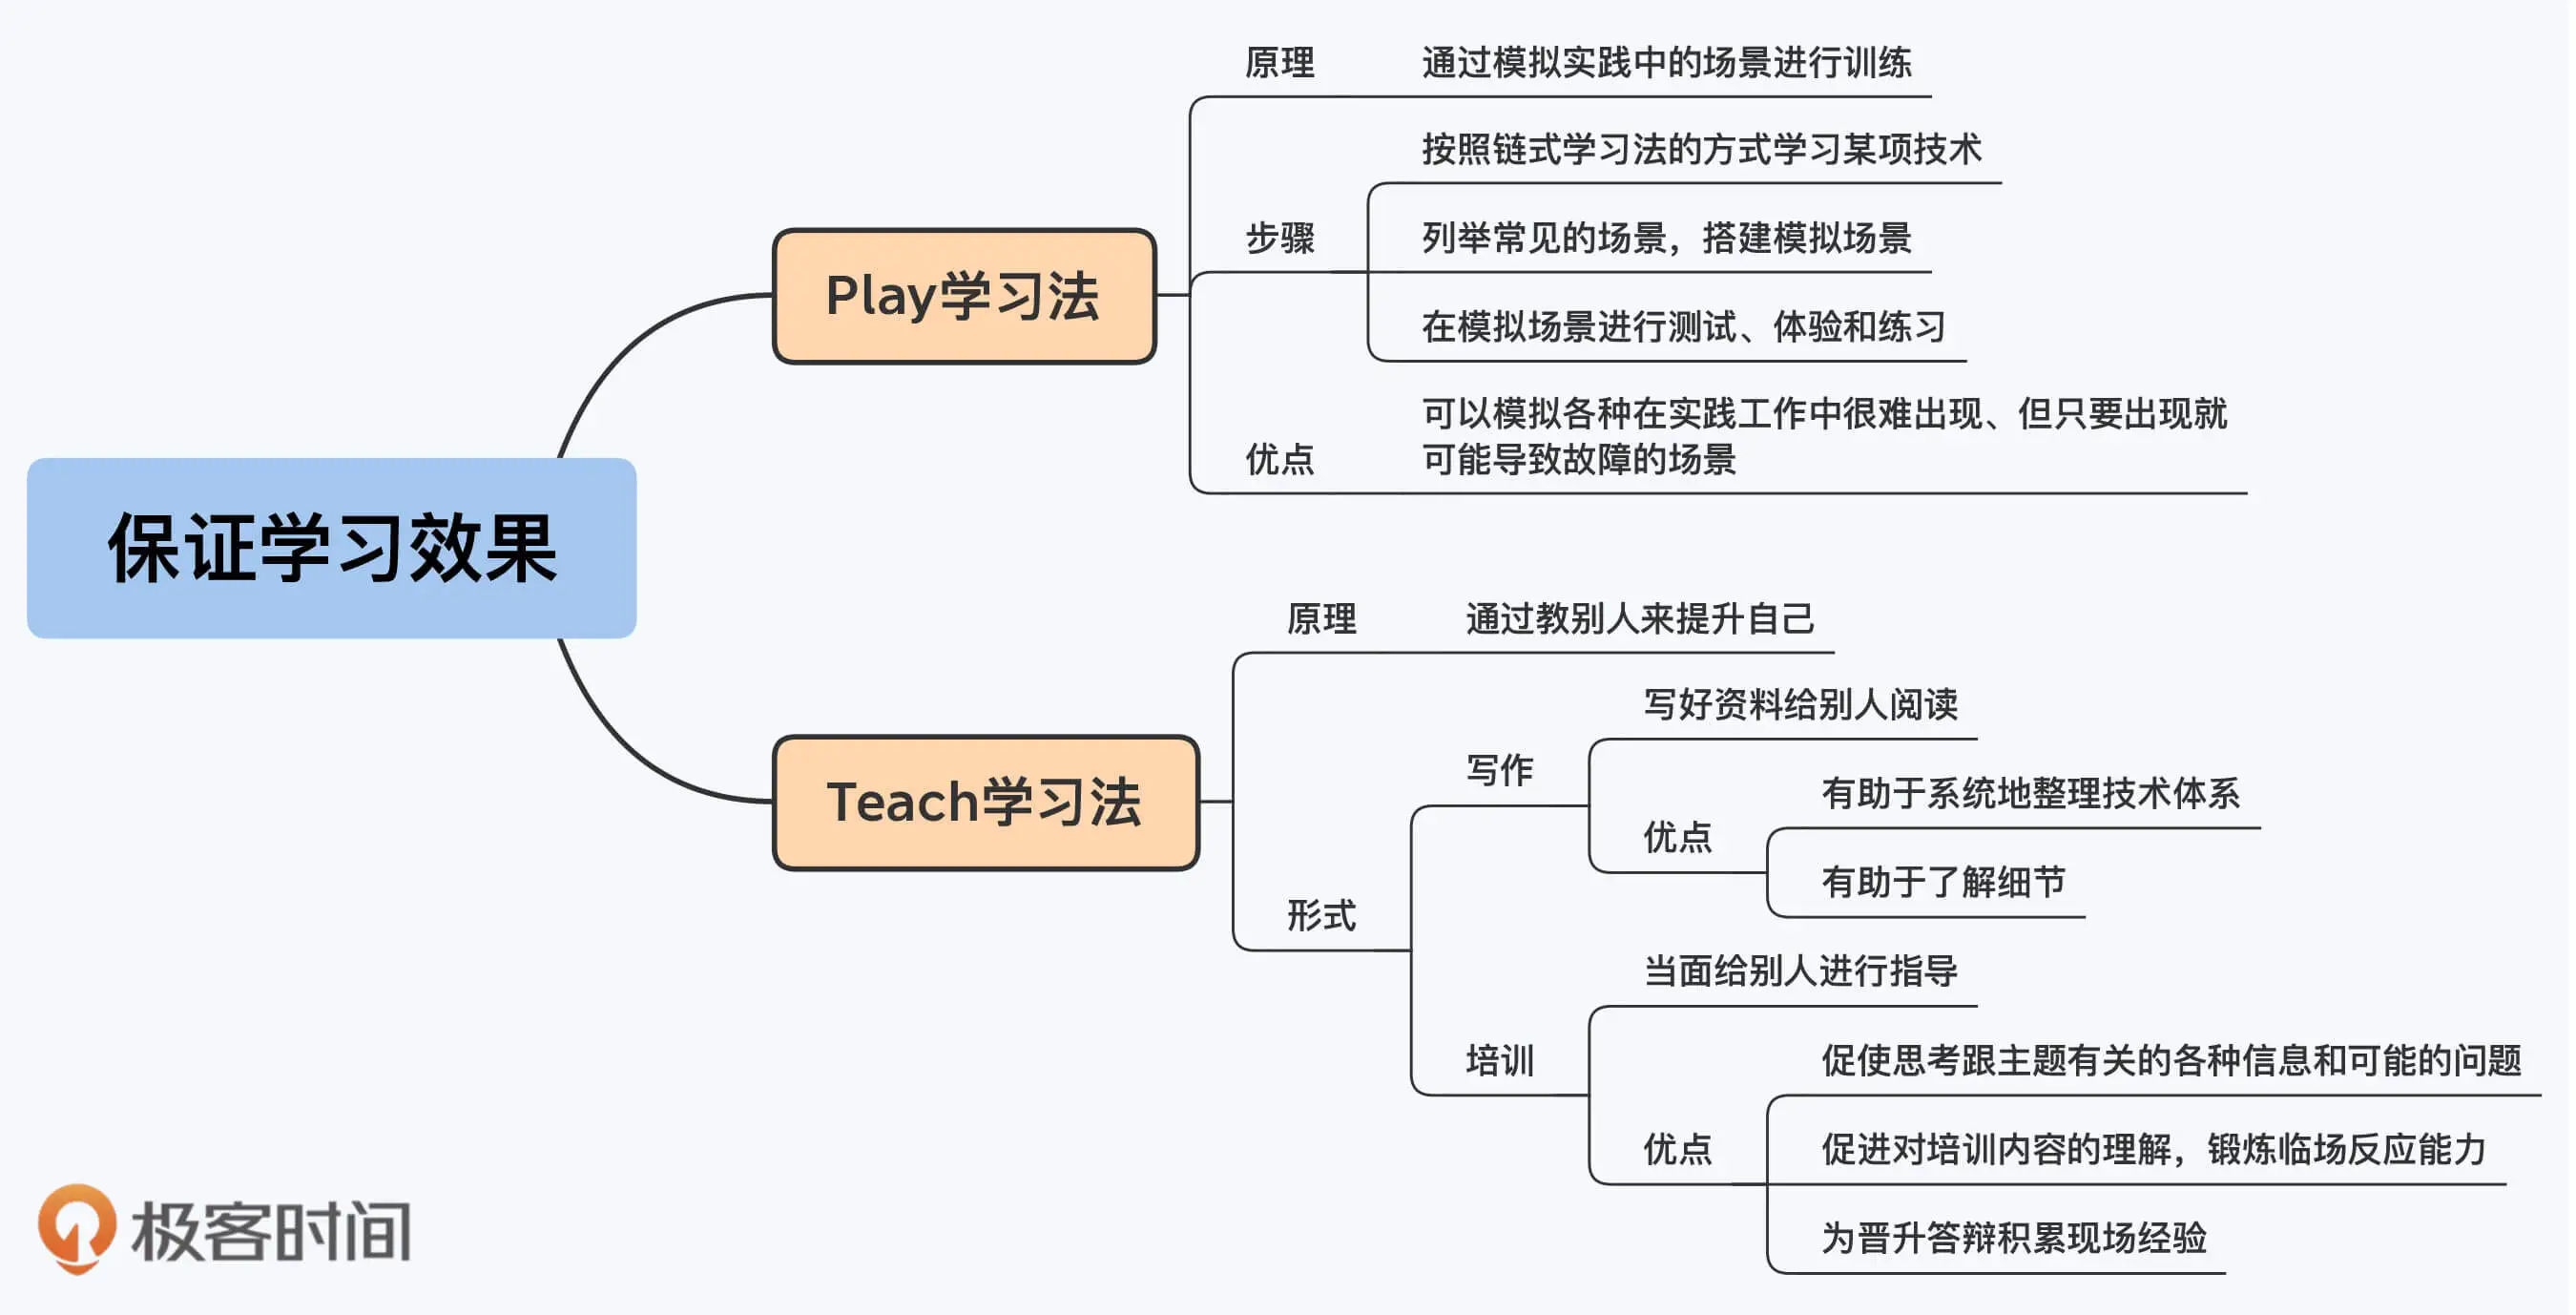 保证学习效果
Play学习法
原理
通过模拟实践中的场景进行训练
步骤
按照链式学习法的方式学习某项技术
列举常见的场景，搭建模拟场景
在模拟场景进行测试、体验和练习
优点
可以模拟各种在实践工作中很难出现、但只要出现就
可能导致故障的场景
Teach学习法
原理
通过教别人来提升自己
形式
写作
写好资料给别人阅读
优点
有助于系统地整理技术体系
有助于了解细节
培训
当面给别人进行指导
优点
促使思考跟主题有关的各种信息和可能的问题
促进对培训内容的理解，锻炼临场反应能力
为晋升答辩积累现场经验
极客时间